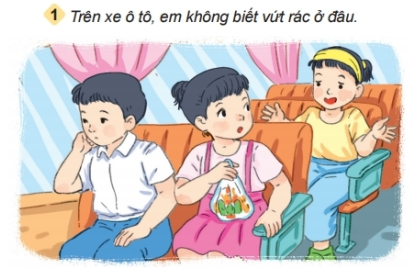 1 Trên xe ô tô, em không biết vứt rác ở đâu.